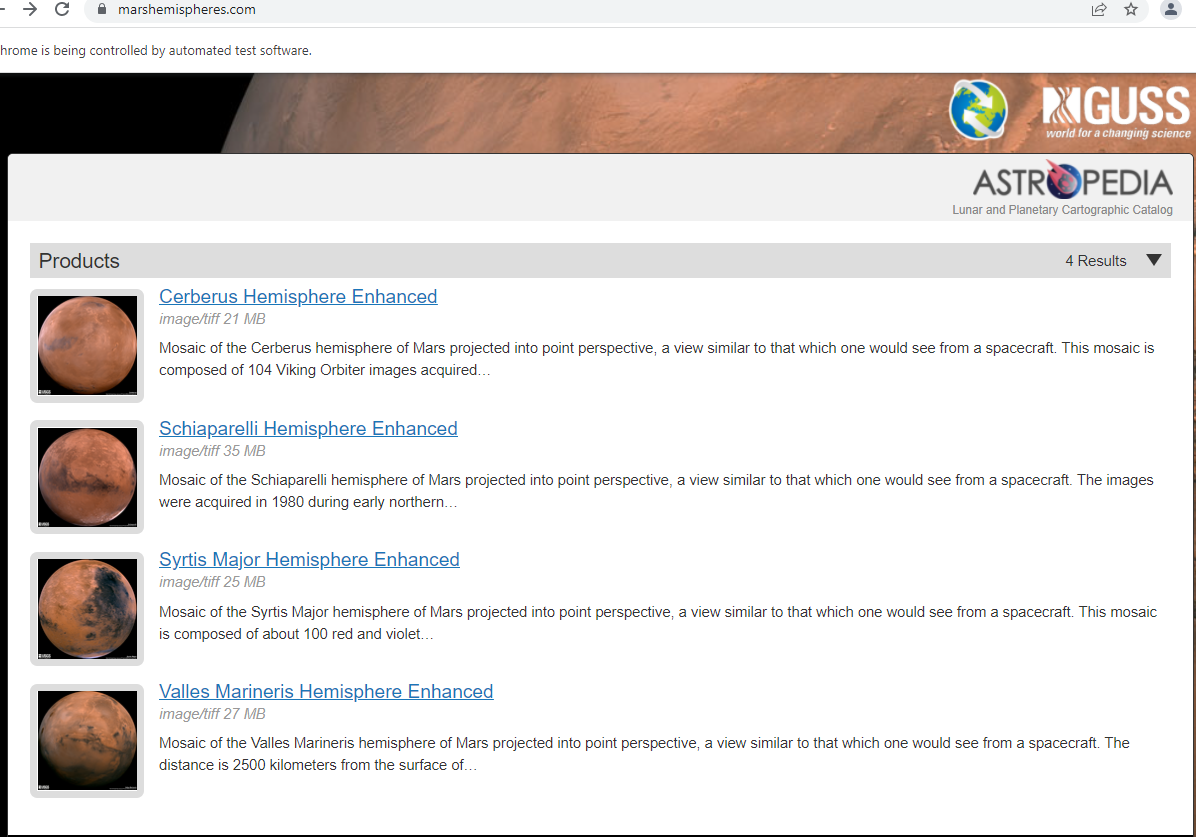 marshemispheres.com
hrome is being controlled by automated test software.
GUSS
world for a changing science
ASTROPEDIA
Lunar and Planetary Cartographic Catalog
Products
4 Results
Cerberus Hemisphere Enhanced
image/tiff 21 MB
Mosaic of the Cerberus hemisphere of Mars projected into point perspective, a view similar to that which one would see from a spacecraft. This mosaic is
composed of 104 Viking Orbiter images acquired…
Schiaparelli Hemisphere Enhanced
image/tiff 35 MB
Mosaic of the Schiaparelli hemisphere of Mars projected into point perspective, a view similar to that which one would see from a spacecraft. The images
were acquired in 1980 during early northern…
Syrtis Major Hemisphere Enhanced
image/tiff 25 MB
Mosaic of the Syrtis Major hemisphere of Mars projected into point perspective, a view similar to that which one would see from a spacecraft. This mosaic
is composed of about 100 red and violet…
Valles Marineris Hemisphere Enhanced
image/tiff 27 MB
Mosaic of the Valles Marineris hemisphere of Mars projected into point perspective, a view similar to that which one would see from a spacecraft. The
distance is 2500 kilometers from the surface of…